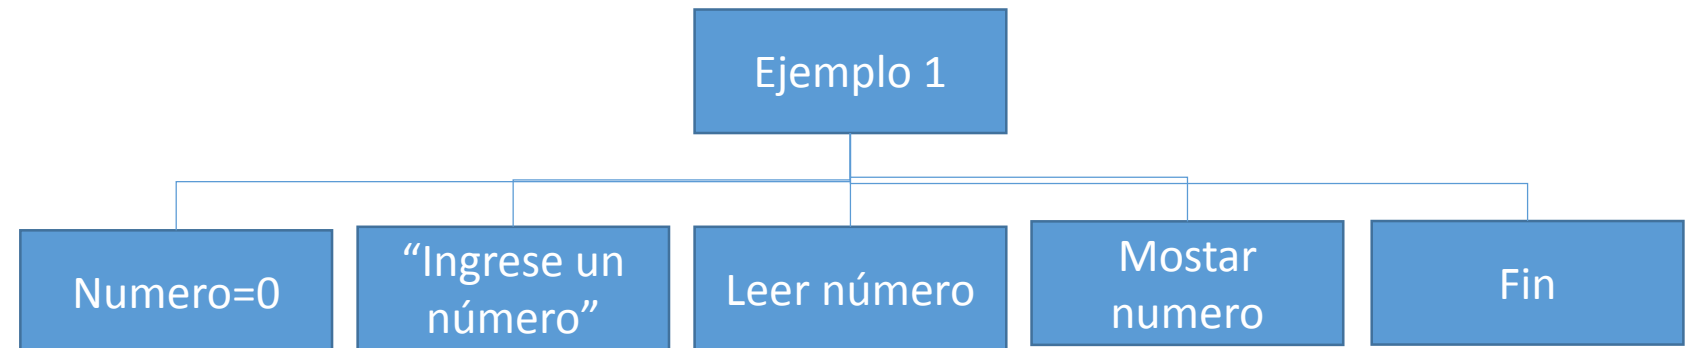 Ejemplo 1
Numero=0
“Ingrese un
número”
Leer número
Mostar
numero
Fin